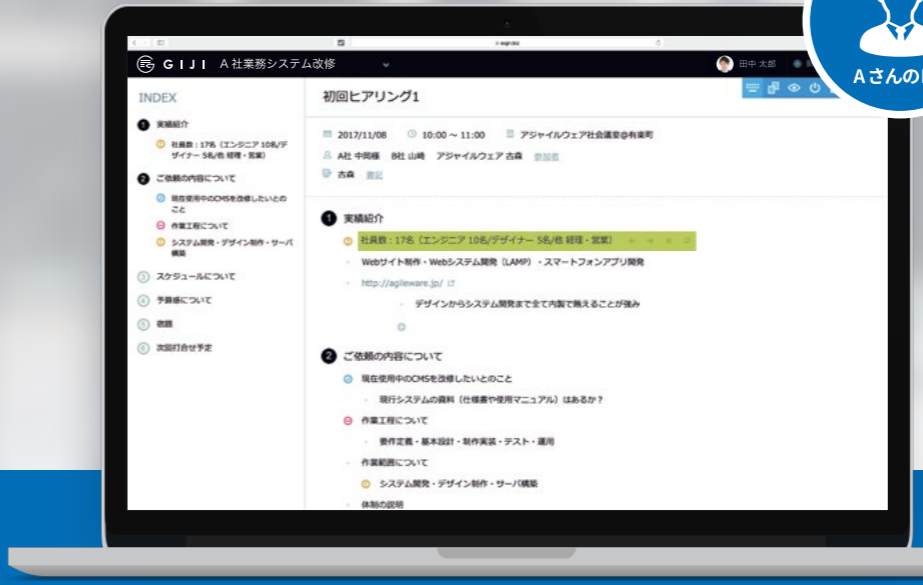 GIJI A社業務システム改修
田中 太郎
Aさんの
INDEX
1 実績紹介
社員数：17名（エンジニア 10名/デ
ザイナー 5名/他 経理・営業）
2 ご依頼の内容について
現在使用中のCMSを改修したいとの
こと
作業工程について
システム開発・デザイン制作・サーバ
構築
3 スケジュールについて
4 予算感について
5 宿題
6 次回打合せ予定
初回ヒアリング1
2017/11/08 10:00 ～ 11:00 アジャイルウェア社会議室@有楽町
A社 中岡様 B社 山崎 アジャイルウェア 古森 参加者
古森 書記
1 実績紹介
社員数：17名（エンジニア 10名/デザイナー 5名/他 経理・営業）
Webサイト制作・Webシステム開発（LAMP）・スマートフォンアプリ開発
http://agileware.jp/
デザインからシステム開発まで全て内製で賄えることが強み
2 ご依頼の内容について
現在使用中のCMSを改修したいとのこと
現行システムの資料（仕様書や使用マニュアル）はあるか？
作業工程について
要件定義・基本設計・制作実装・テスト・運用
作業範囲について
システム開発・デザイン制作・サーバ構築
体制の説明